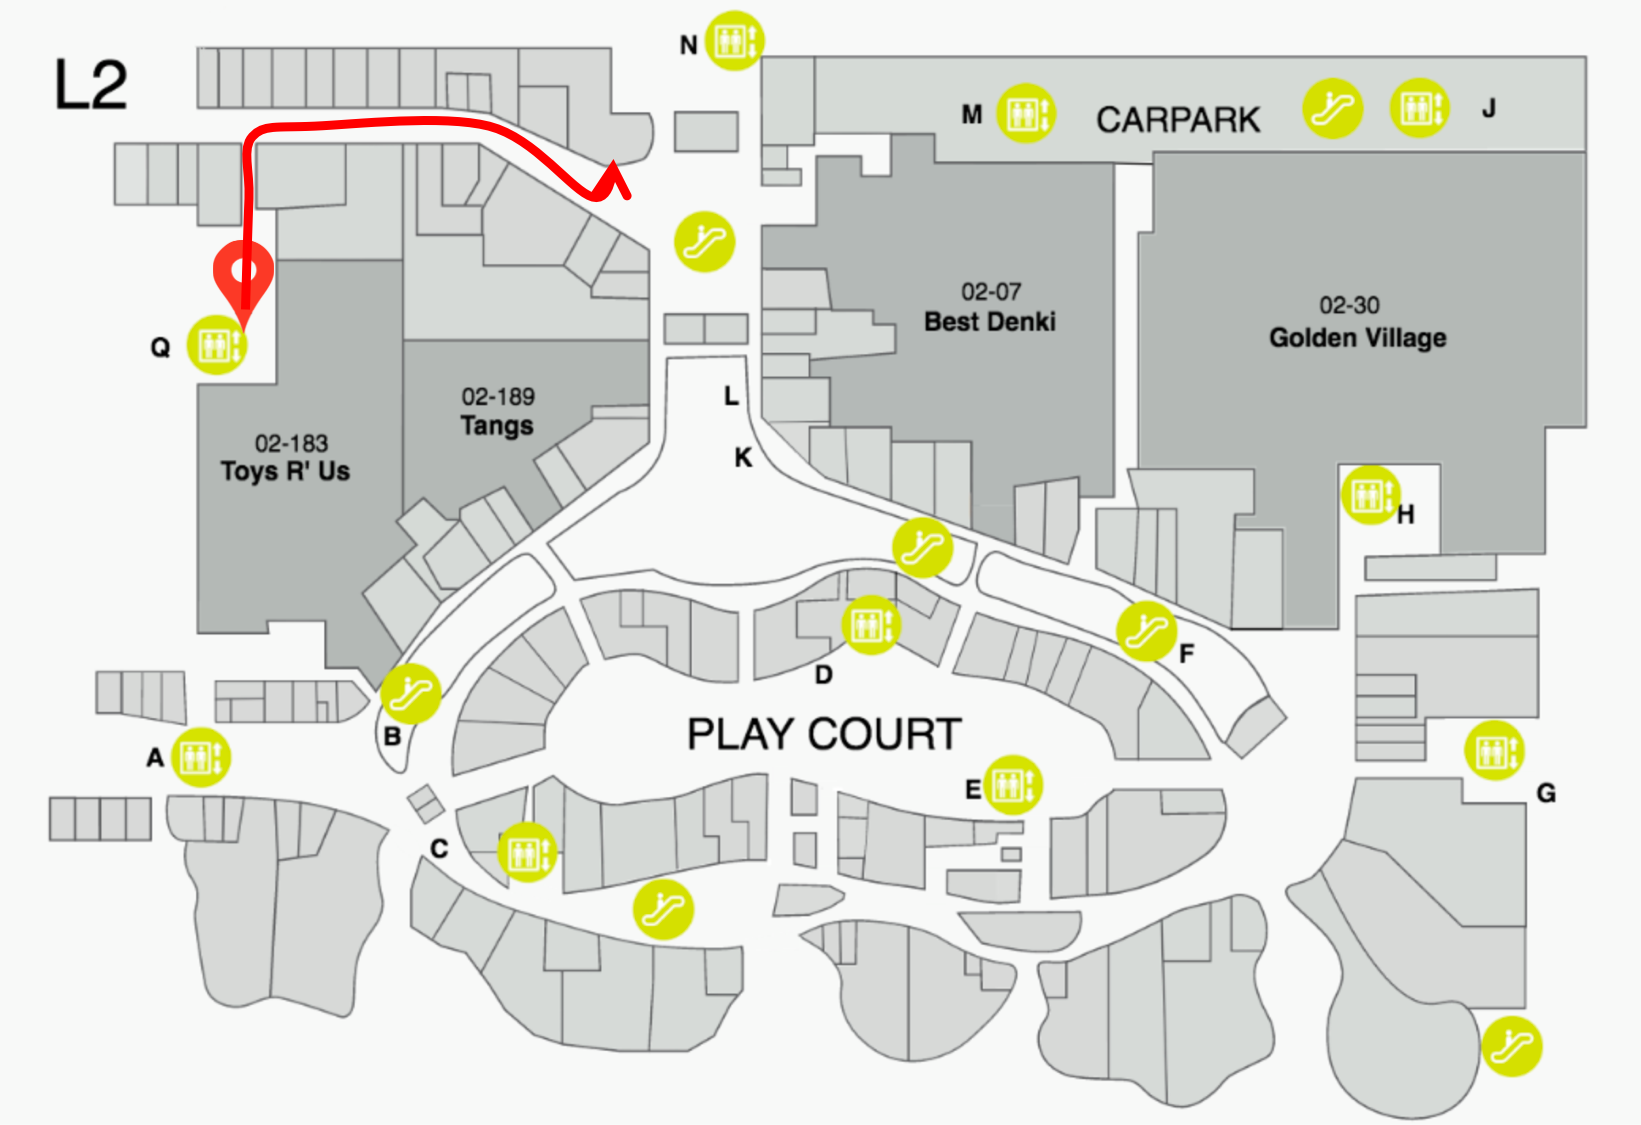 L2
N
M
CARPARK
J
02-07
Best Denki
02-30
Golden Village
Q
02-189
Tangs
L
02-183
Toys R' Us
K
H
F
D
B
PLAY COURT
A
E
G
C